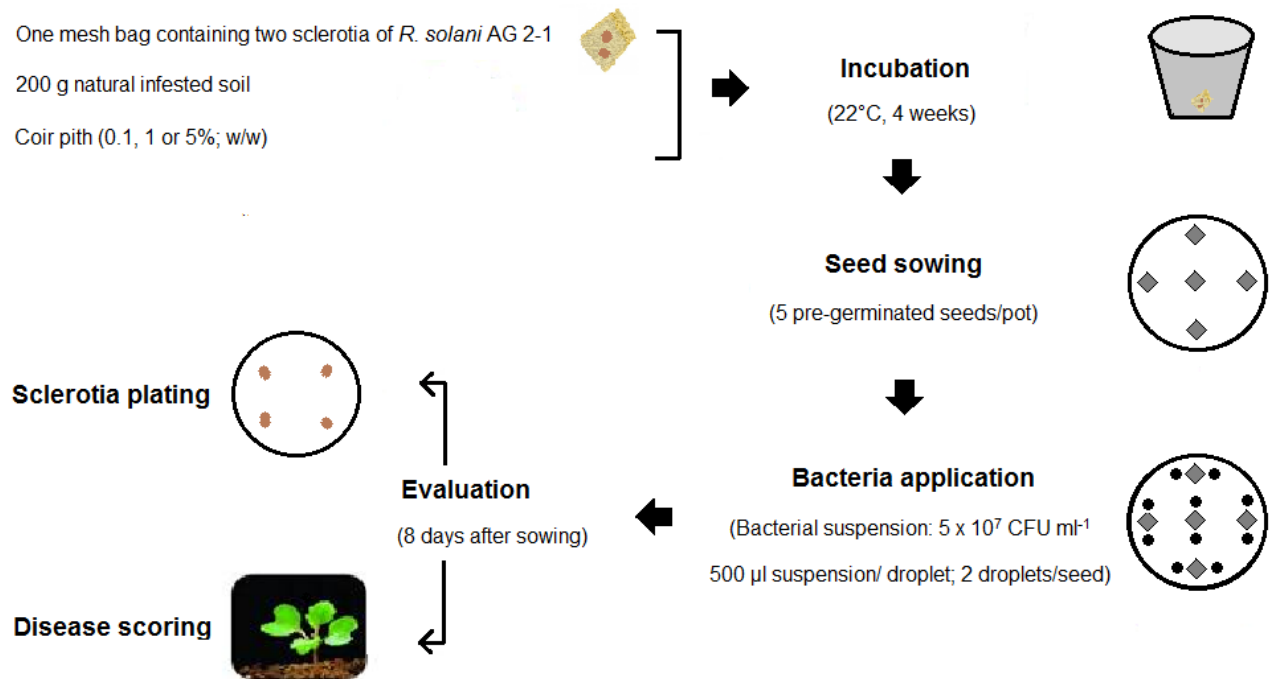 One mesh bag containing two sclerotia of R. solani AG 2-1
200 g natural infested soil
Coir pith (0.1, 1 or 5%; w/w)
Incubation
(22°C, 4 weeks)
Seed sowing
(5 pre-germinated seeds/pot)
Bacteria application
(Bacterial suspension: 5 x 10⁷ CFU ml⁻¹
500 µl suspension/ droplet; 2 droplets/seed)
Evaluation
(8 days after sowing)
Sclerotia plating
Disease scoring